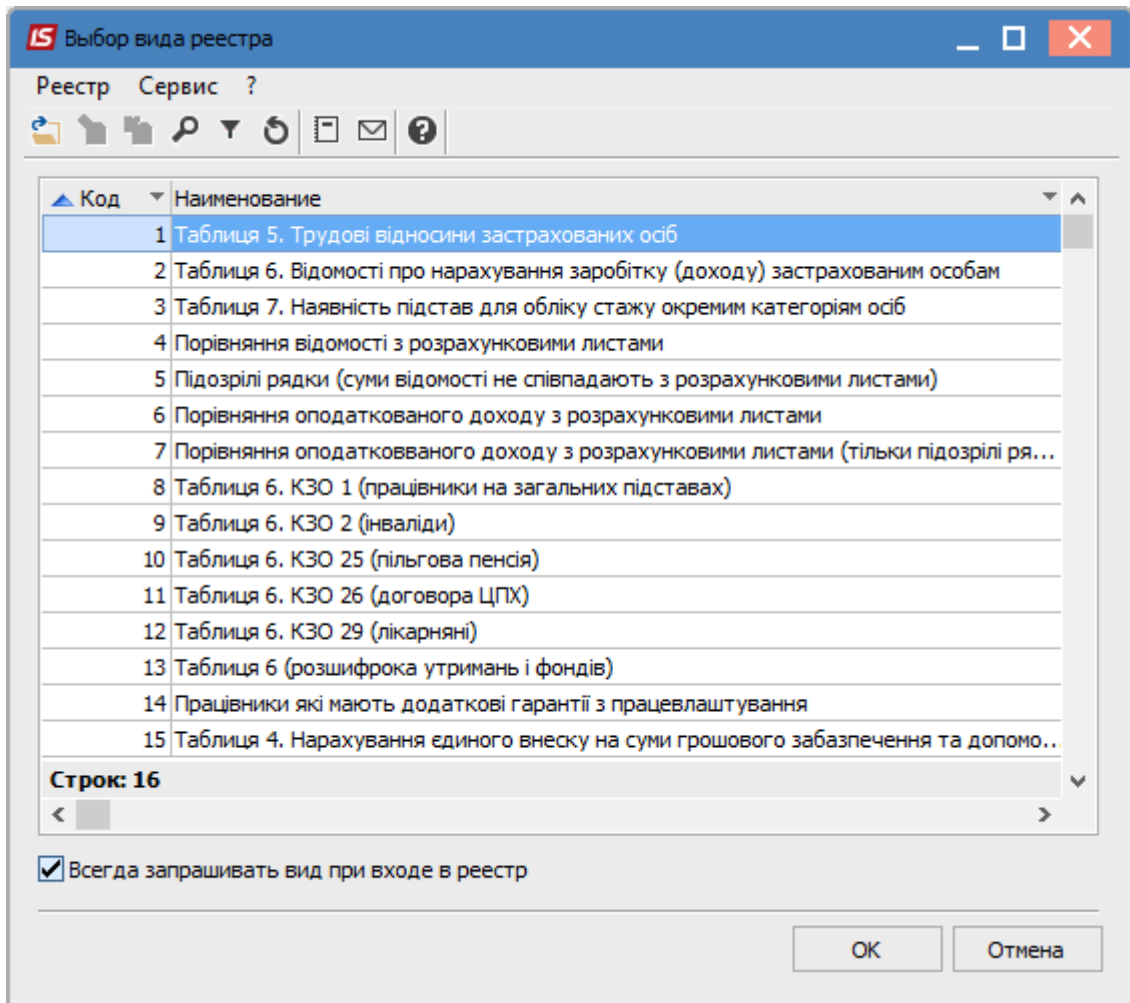 Выбор вида реестра
Реестр Сервис ?
Код Наименование
1 Таблиця 5. Трудові відносини застрахованих осіб
2 Таблиця 6. Відомості про нарахування заробітку (доходу) застрахованим особам
3 Таблиця 7. Наявність підстав для обліку стажу окремим категоріям осіб
4 Порівняння відомості з розрахунковими листами
5 Підозрілі рядки (суми відомості не співпадають з розрахунковими листами)
6 Порівняння оподаткованого доходу з розрахунковими листами
7 Порівняння оподатковваного доходу з розрахунковими листами (тільки підозрілі ря...
8 Таблиця 6. КЗО 1 (працівники на загальних підставах)
9 Таблиця 6. КЗО 2 (інваліди)
10 Таблиця 6. КЗО 25 (пільгова пенсія)
11 Таблиця 6. КЗО 26 (договора ЦПХ)
12 Таблиця 6. КЗО 29 (лікарняні)
13 Таблиця 6 (розшифрока утримань і фондів)
14 Працівники які мають додаткові гарантії з працевлаштування
15 Таблиця 4. Нарахування єдиного внеску на суми грошового забазпечення та допомо...
Строк: 16
Всегда запрашивать вид при входе в реестр
ОК Отмена